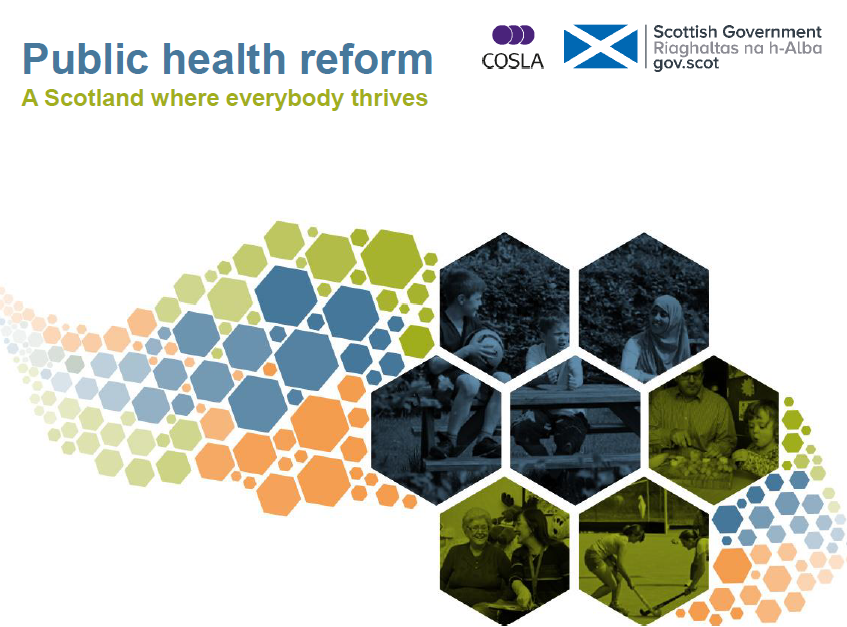 Public health reform
A Scotland where everybody thrives
COSLA
Scottish Government
Riaghaltas na h-Alba
gov.scot